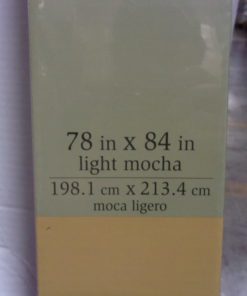 78 in x 84 in
light mocha
198.1 cm x 213.4 cm
moca ligero